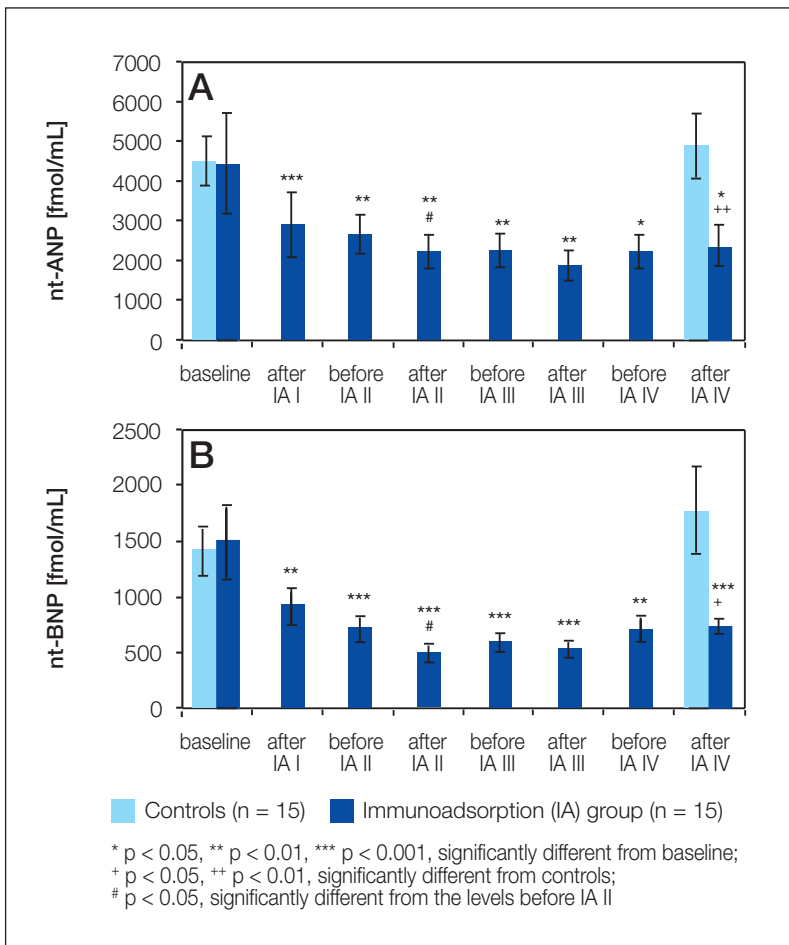 A
nt-ANP [fmol/mL]
7000
6000
5000
4000
3000
2000
1000
0
***
**
**
#
**
**
*
*
++
baseline
after
IA I
before
IA II
after
IA II
before
IA III
after
IA III
before
IA IV
after
IA IV
B
nt-BNP [fmol/mL]
2500
2000
1500
1000
500
0
**
***
***
#
***
***
**
***
+
baseline
after
IA I
before
IA II
after
IA II
before
IA III
after
IA III
before
IA IV
after
IA IV
Controls (n = 15) Immunoadsorption (IA) group (n = 15)
* p < 0.05, ** p < 0.01, *** p < 0.001, significantly different from baseline;
+ p < 0.05, ++ p < 0.01, significantly different from controls;
# p < 0.05, significantly different from the levels before IA II